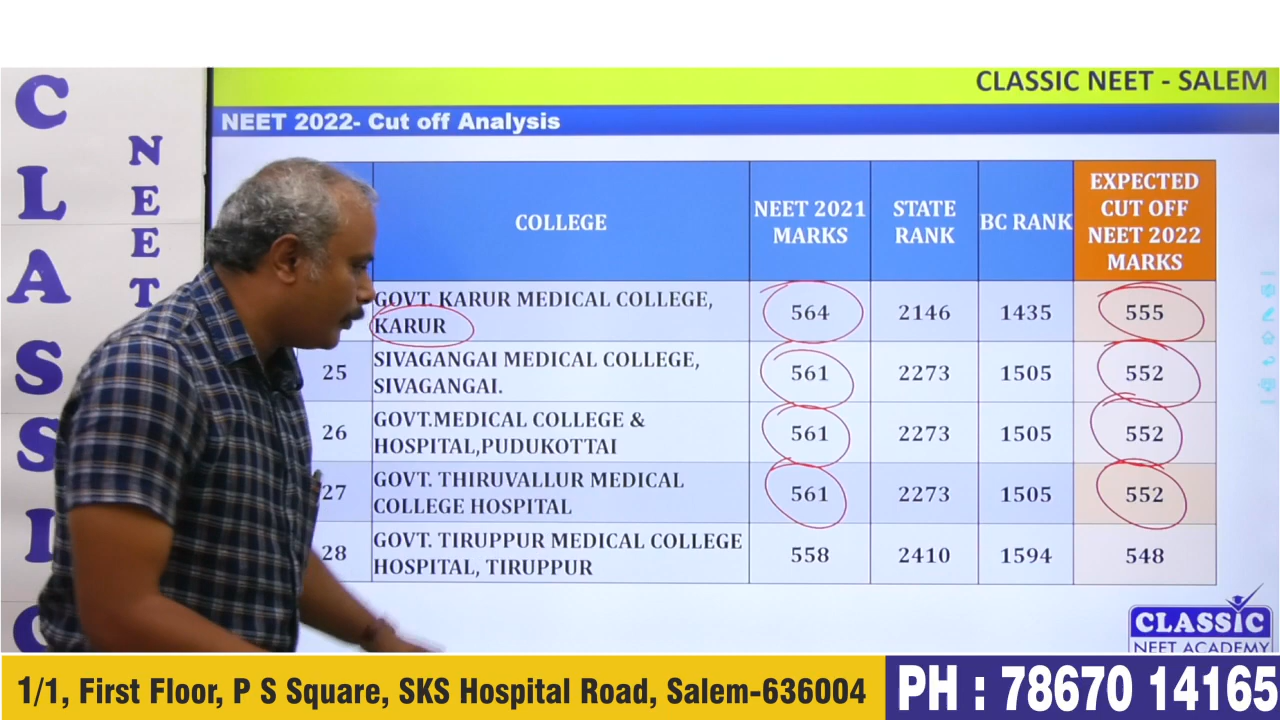 CLASSIC NEET - SALEM
CLASSIC
NEET
NEET 2022- Cut off Analysis
COLLEGE
NEET 2021 MARKS
STATE RANK
BC RANK
EXPECTED CUT OFF NEET 2022 MARKS
GOVT. KARUR MEDICAL COLLEGE,
KARUR
564 2146 1435 555
25 SIVAGANGAI MEDICAL COLLEGE,
SIVAGANGAI.
561 2273 1505 552
26 GOVT.MEDICAL COLLEGE &
HOSPITAL,PUDUKOTTAI
561 2273 1505 552
27 GOVT. THIRUVALLUR MEDICAL
COLLEGE HOSPITAL
561 2273 1505 552
28 GOVT. TIRUPPUR MEDICAL COLLEGE
HOSPITAL, TIRUPPUR
558 2410 1594 548
CLASSIC
NEET ACADEMY
1/1, First Floor, P S Square, SKS Hospital Road, Salem-636004
PH : 78670 14165